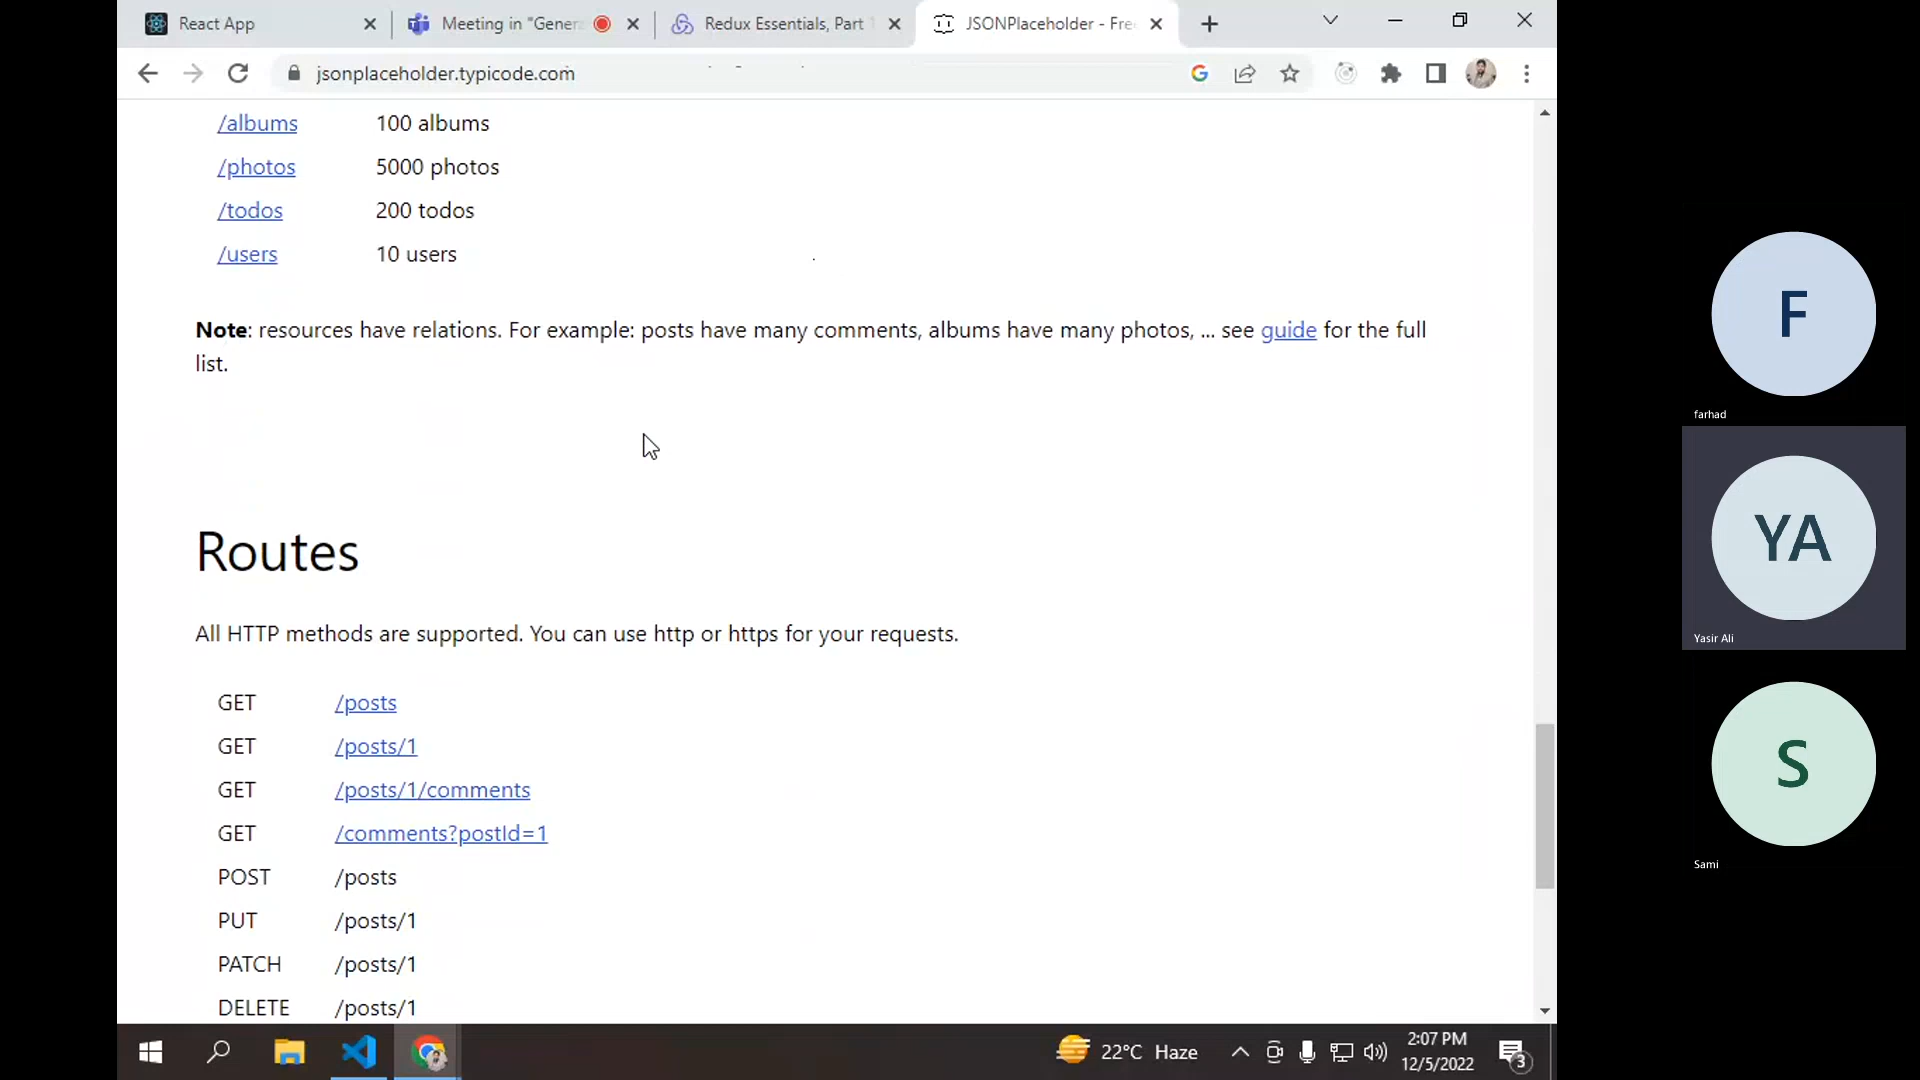 React App
Meeting in "Gener
Redux Essentials, Part 1
JSONPlaceholder - Fre
jsonplaceholder.typicode.com
/albums 100 albums
/photos 5000 photos
/todos 200 todos
/users 10 users
Note: resources have relations. For example: posts have many comments, albums have many photos, ... see guide for the full
list.
Routes
All HTTP methods are supported. You can use http or https for your requests.
GET /posts
GET /posts/1
GET /posts/1/comments
GET /comments?postId=1
POST /posts
PUT /posts/1
PATCH /posts/1
DELETE /posts/1
F
farhad
YA
Yasir Ali
S
Sami
22°C Haze
2:07 PM
12/5/2022
3